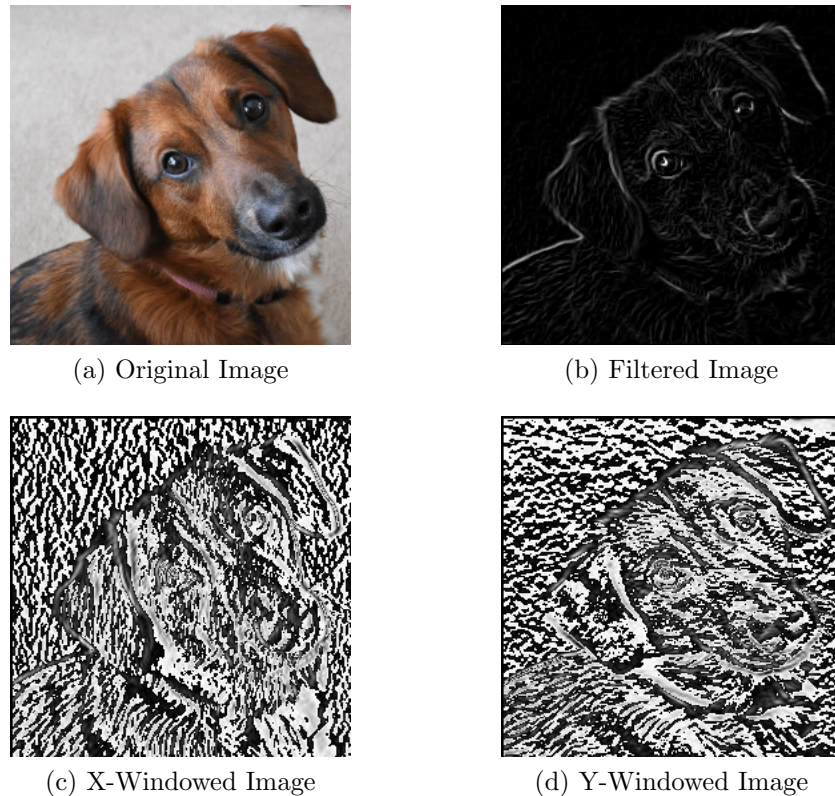 (a) Original Image
(b) Filtered Image
(c) X-Windowed Image
(d) Y-Windowed Image